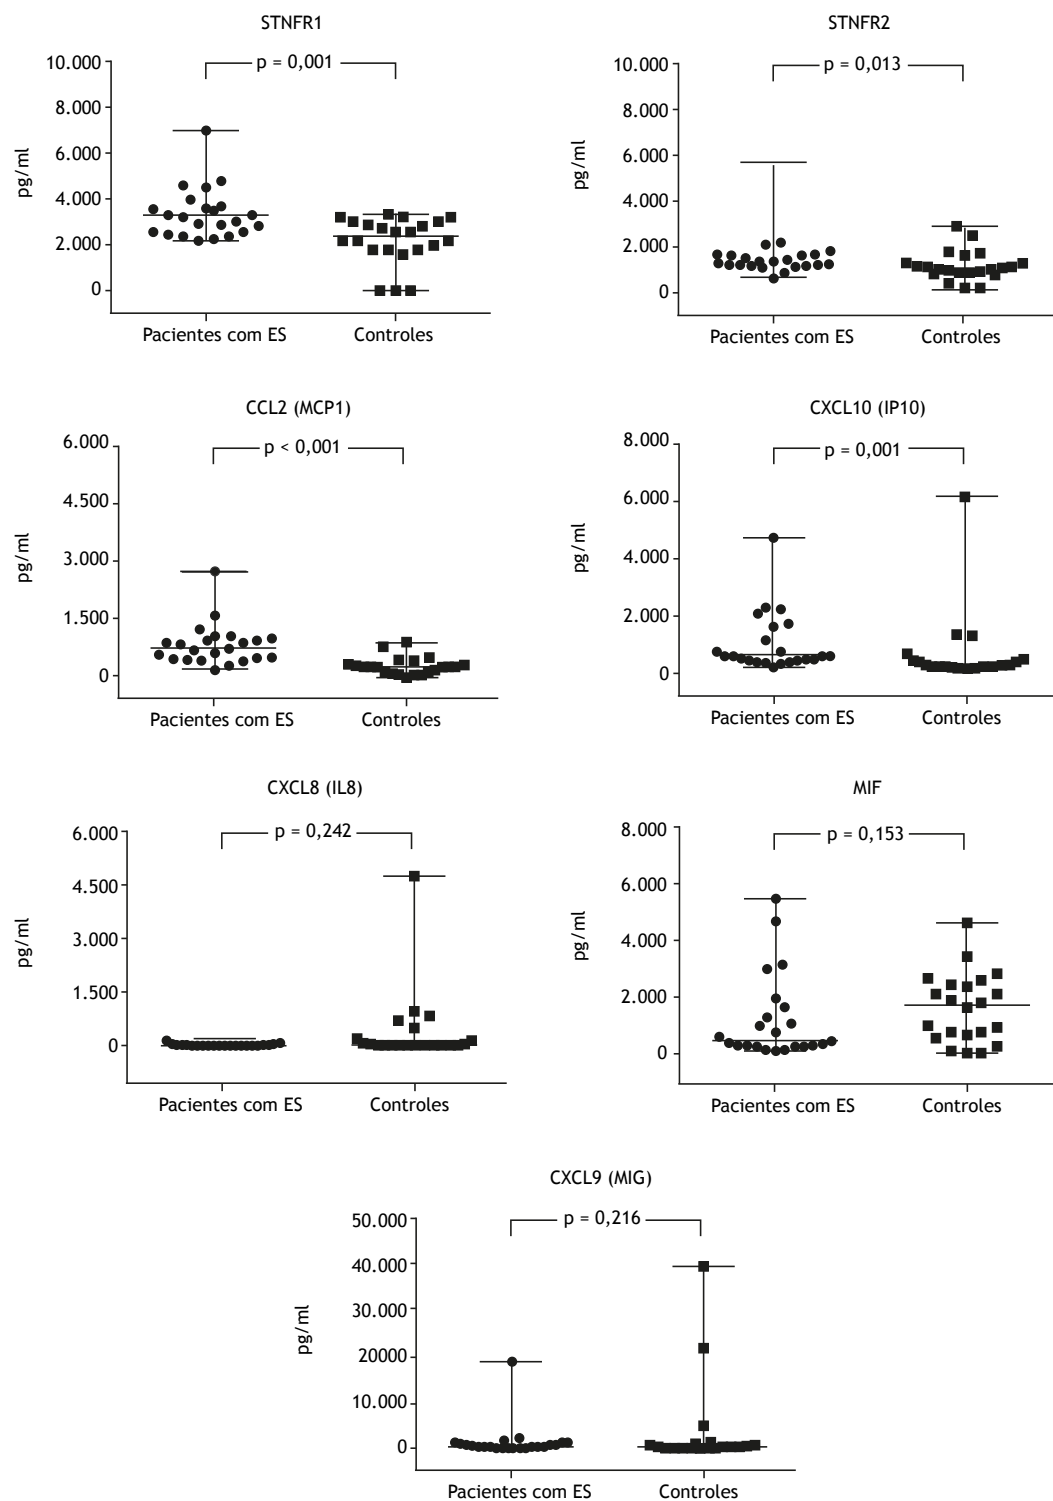 STNFR1
10.000
8.000
6.000
4.000
2.000
0
pg/ml
p = 0,001
Pacientes com ES
Controles
STNFR2
10.000
8.000
6.000
4.000
2.000
0
pg/ml
p = 0,013
Pacientes com ES
Controles
CCL2 (MCP1)
6.000
4.500
3.000
1.500
0
pg/ml
p < 0,001
Pacientes com ES
Controles
CXCL10 (IP10)
8.000
6.000
4.000
2.000
0
pg/ml
p = 0,001
Pacientes com ES
Controles
CXCL8 (IL8)
6.000
4.500
3.000
1.500
0
pg/ml
p = 0,242
Pacientes com ES
Controles
MIF
8.000
6.000
4.000
2.000
0
pg/ml
p = 0,153
Pacientes com ES
Controles
CXCL9 (MIG)
50.000
40.000
30.000
20000
10.000
0
pg/ml
p = 0,216
Pacientes com ES
Controles